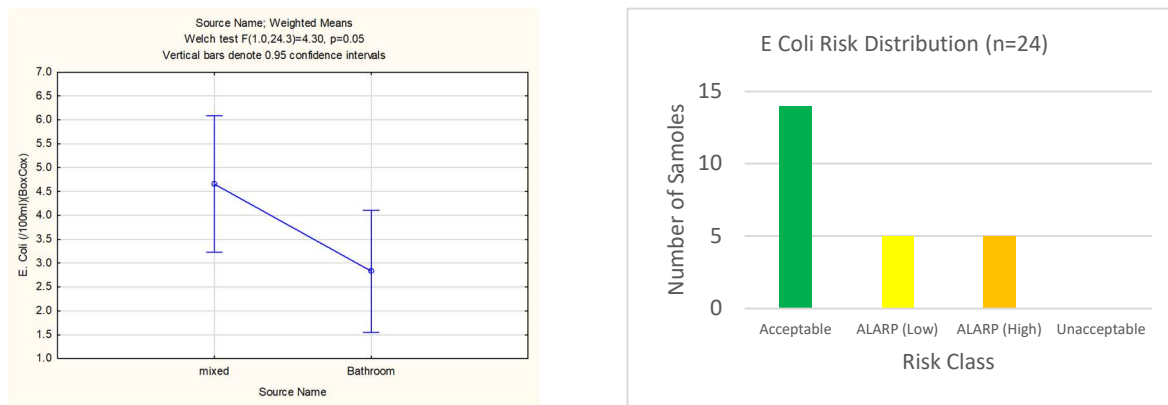 Source Name; Weighted Means
Welch test F(1.0,24.3)=4.30, p=0.05
Vertical bars denote 0.95 confidence intervals
E. Coli (/100ml)(BoxCox)
7.0
6.5
6.0
5.5
5.0
4.5
4.0
3.5
3.0
2.5
2.0
1.5
1.0
mixed Bathroom
Source Name
E Coli Risk Distribution (n=24)
Number of Samoles
15
10
5
0
Acceptable ALARP (Low) ALARP (High) Unacceptable
Risk Class